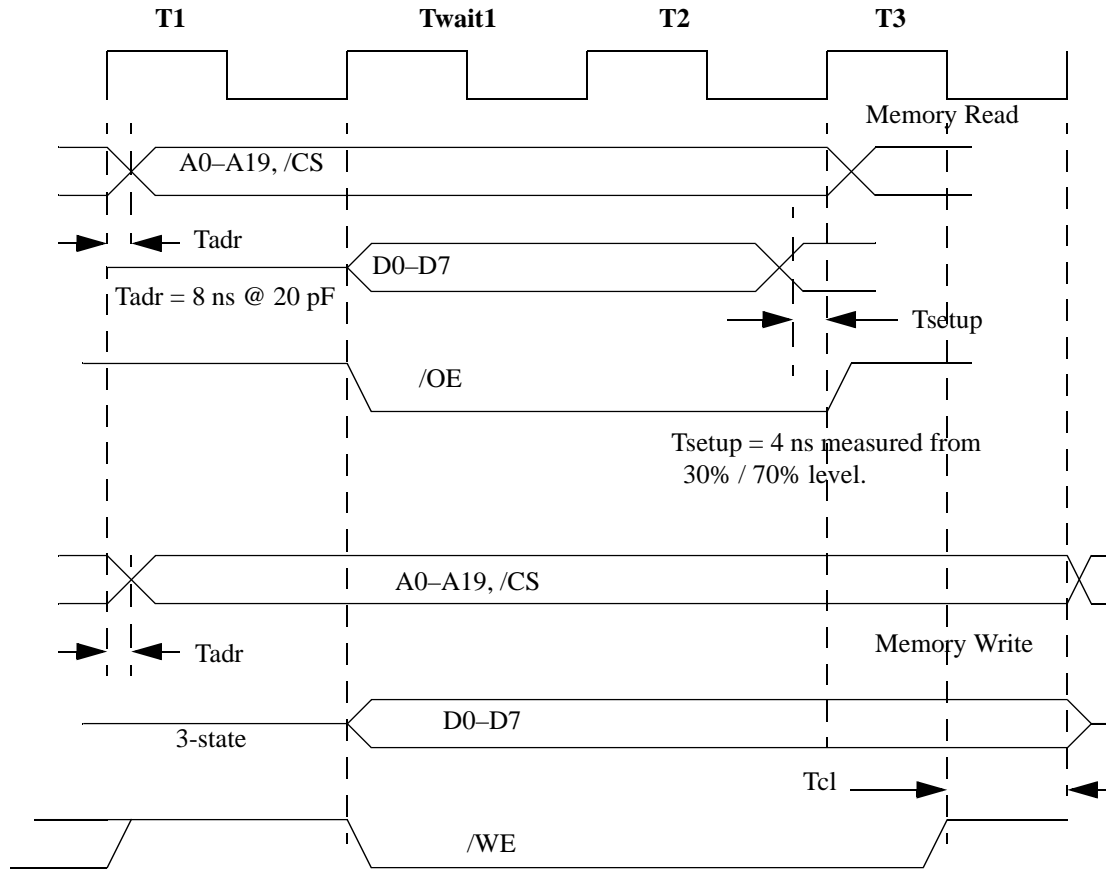 T1 Twait1 T2 T3
Memory Read
A0–A19, /CS
Tadr
D0–D7
Tadr = 8 ns @ 20 pF
Tsetup
/OE
Tsetup = 4 ns measured from
30% / 70% level.
A0–A19, /CS
Tadr
Memory Write
D0–D7
3-state
Tcl
/WE